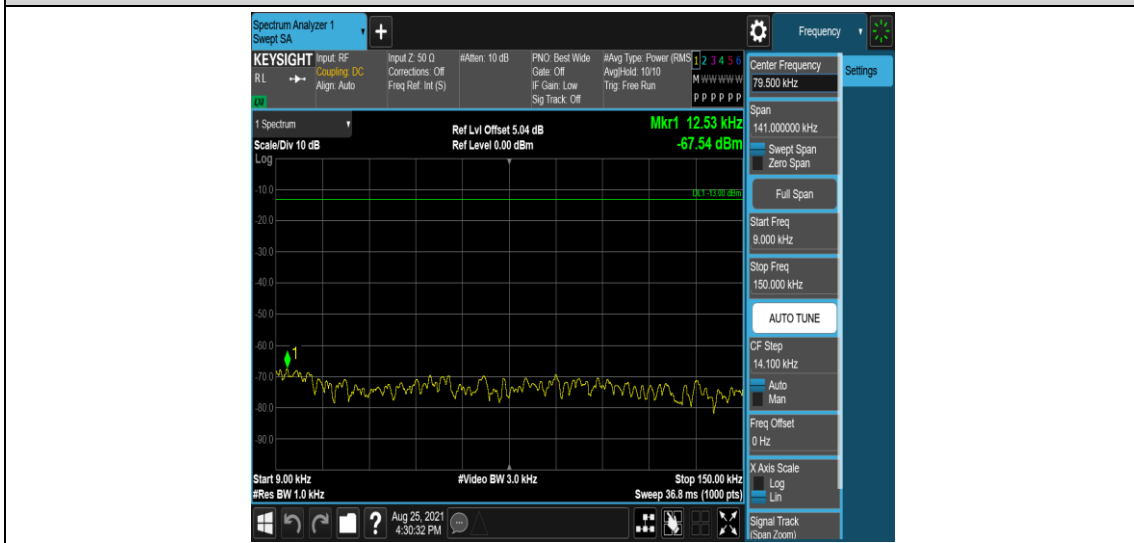 Spectrum Analyzer 1
Swept SA
Frequency
KEYSIGHT
RL
Input: RF
Coupling: DC
Align: Auto
Input Z: 50 Ω
Corrections: Off
Freq Ref: Int (S)
#Atten: 10 dB
PNO: Best Wide
Gate: Off
IF Gain: Low
Sig Track: Off
#Avg Type: Power (RMS
Avg|Hold: 10/10
Trig: Free Run
1 2 3 4 5 6
M W W W W W
P P P P P P
1 Spectrum
Scale/Div 10 dB
Log
Ref Lvl Offset 5.04 dB
Ref Level 0.00 dBm
Mkr1 12.53 kHz
-67.54 dBm
DL1 -13.00 dBm
-10.0
-20.0
-30.0
-40.0
-50.0
-60.0
-70.0
-80.0
-90.0
1
Start 9.00 kHz
#Res BW 1.0 kHz
#Video BW 3.0 kHz
Stop 150.00 kHz
Sweep 36.8 ms (1000 pts)
Aug 25, 2021
4:30:32 PM
Center Frequency
79.500 kHz
Settings
Span
141.000000 kHz
Swept Span
Zero Span
Full Span
Start Freq
9.000 kHz
Stop Freq
150.000 kHz
AUTO TUNE
CF Step
14.100 kHz
Auto
Man
Freq Offset
0 Hz
X Axis Scale
Log
Lin
Signal Track
(Span Zoom)